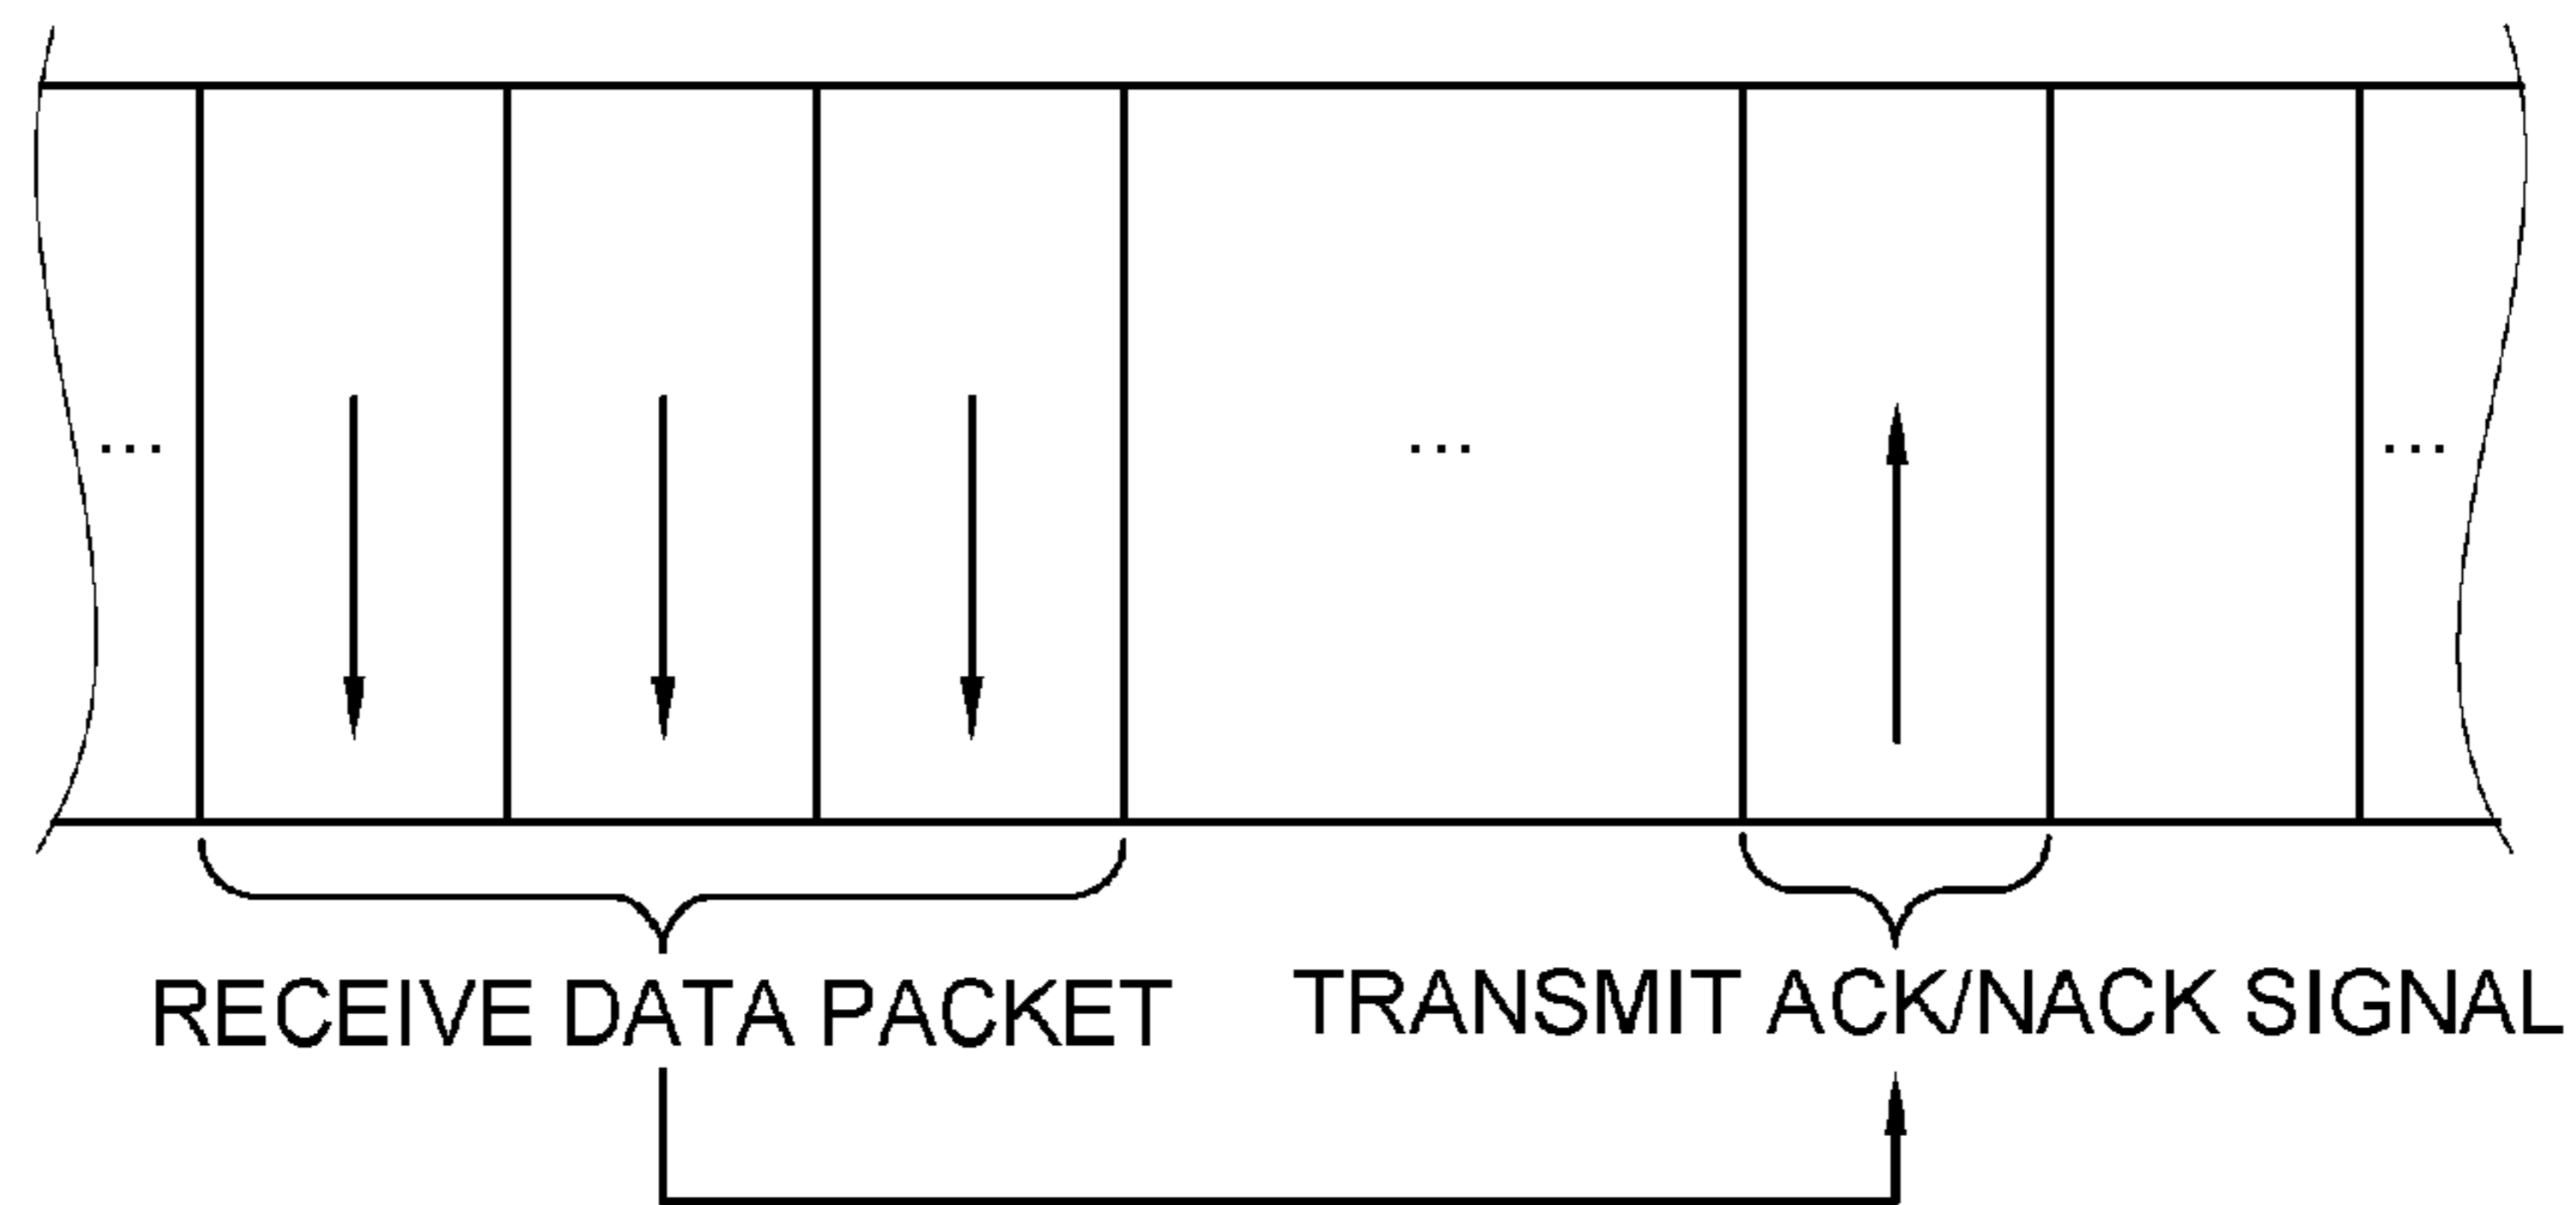 ... ... ...
RECEIVE DATA PACKET TRANSMIT ACK/NACK SIGNAL